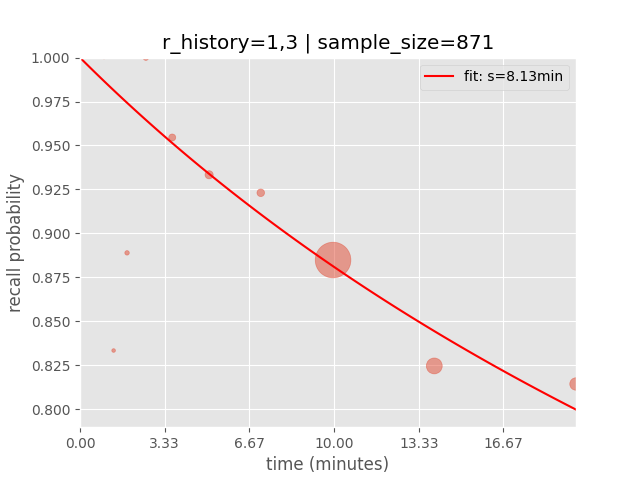 r_history=1,3 | sample_size=871
fit: s=8.13min
recall probability
1.000
0.975
0.950
0.925
0.900
0.875
0.850
0.825
0.800
0.00 3.33 6.67 10.00 13.33 16.67
time (minutes)